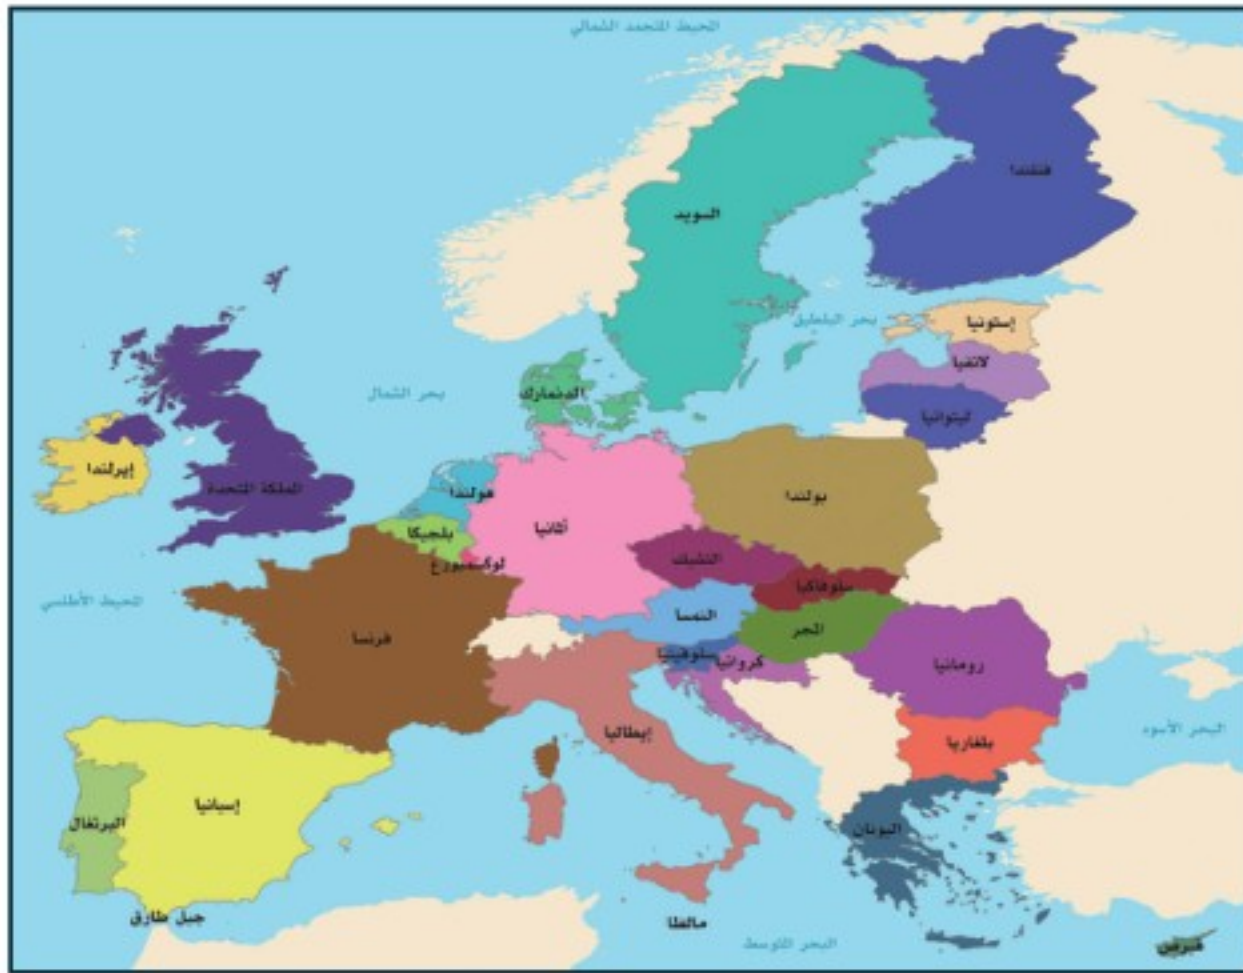 المحيط المتجمد الشمالي
فنلندا
السويد
إستونيا
بحر البلطيق
لاتفيا
الدنمارك
بحر الشمال
ليتوانيا
إيرلندا
المملكة المتحدة
هولندا
بولندا
بلجيكا
ألمانيا
التشيك
لوكسمبورغ
سلوفاكيا
المحيط الأطلسي
النمسا
المجر
فرنسا
سلوفينيا
كرواتيا
رومانيا
إيطاليا
بلغاريا
البحر الأسود
إسبانيا
البرتغال
اليونان
جبل طارق
مالطا
البحر المتوسط
قبرص